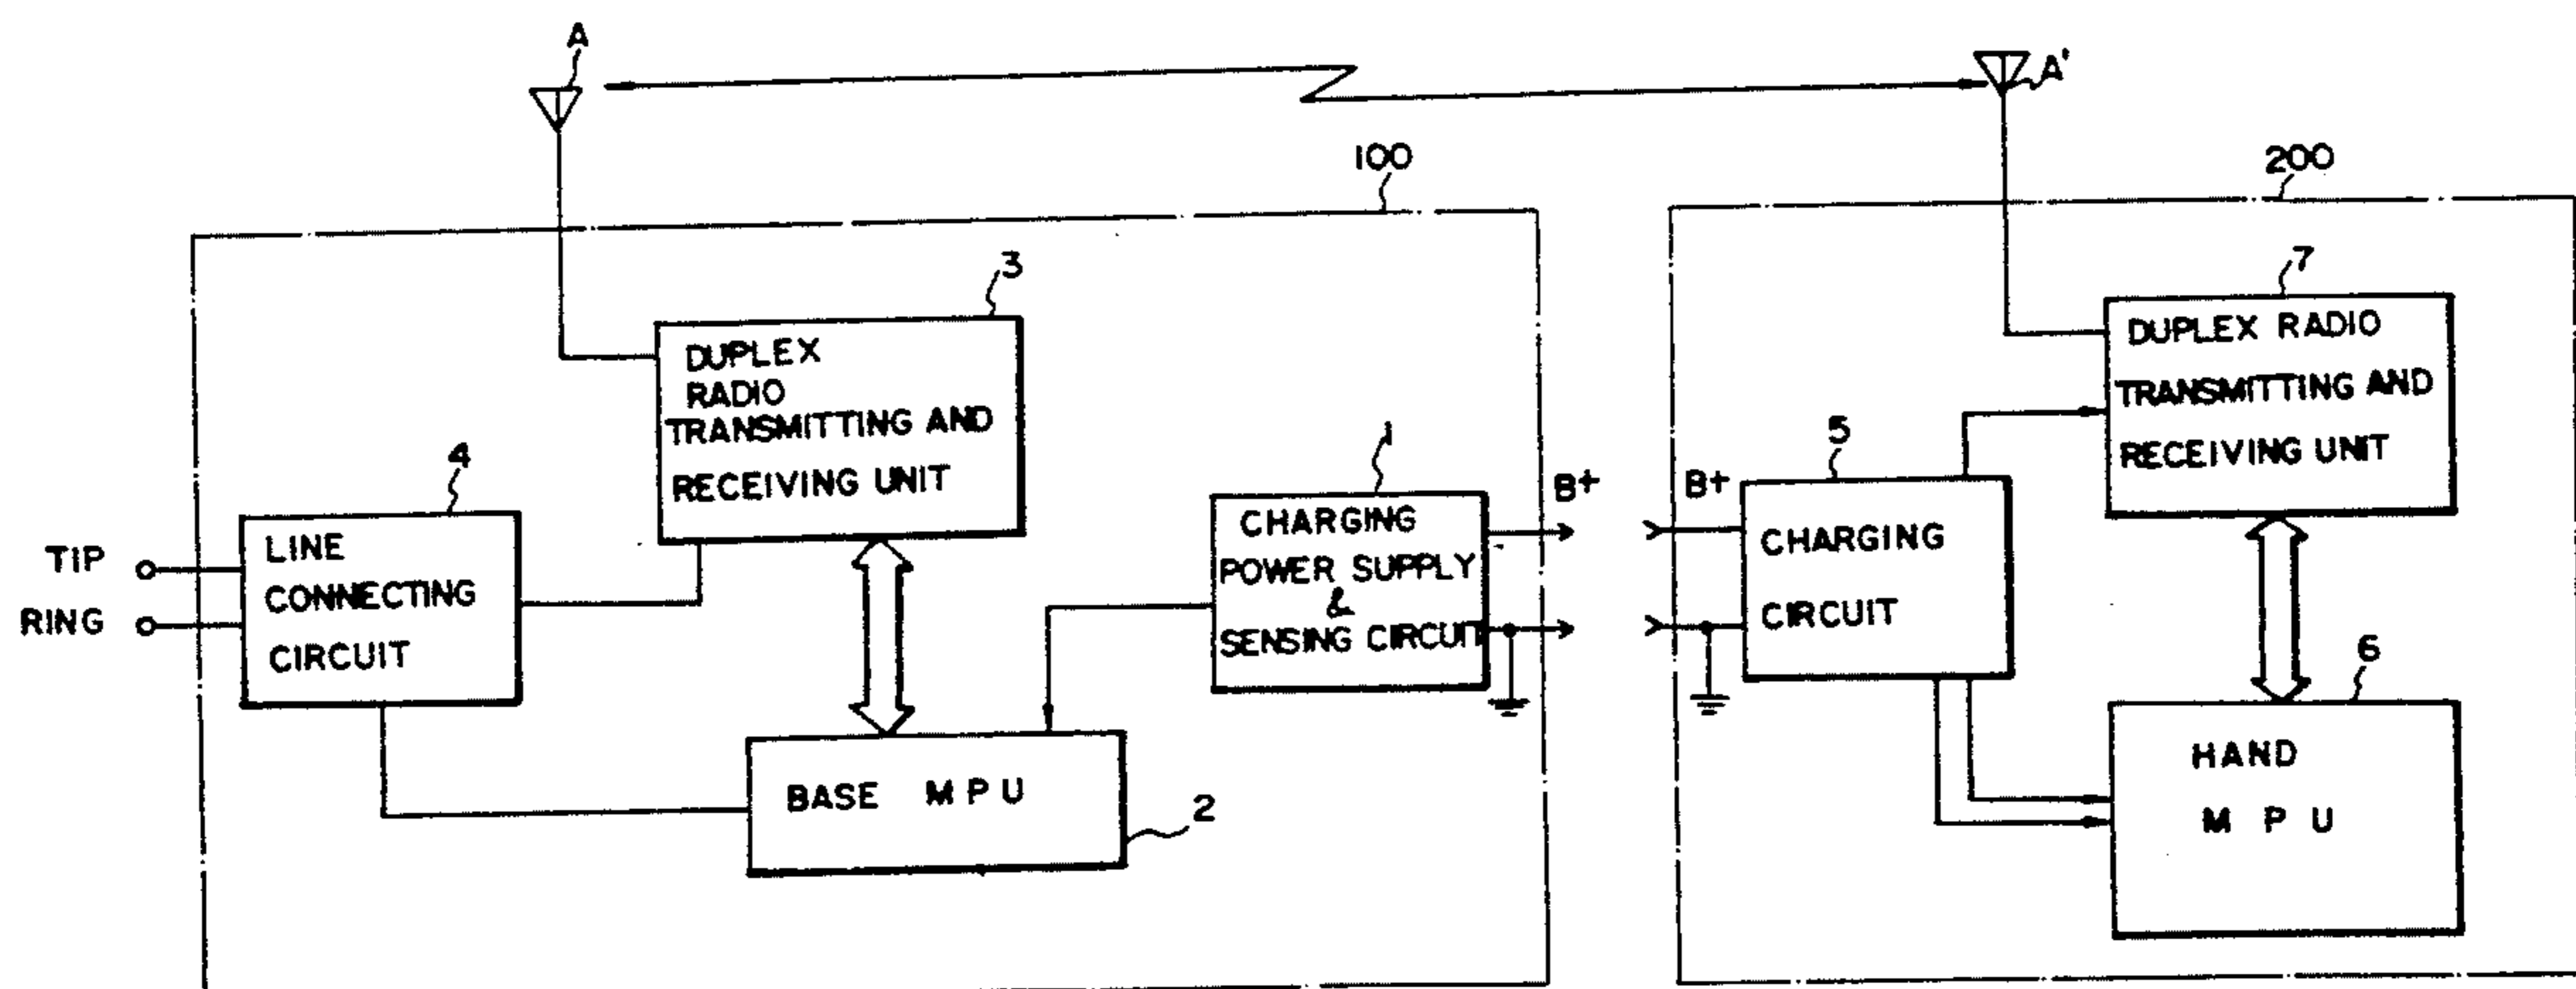 A
A'
100
200
3
DUPLEX
RADIO
TRANSMITTING AND
RECEIVING UNIT
7
DUPLEX RADIO
TRANSMITTING AND
RECEIVING UNIT
4
LINE
CONNECTING
CIRCUIT
TIP
RING
1
CHARGING
POWER SUPPLY
&
SENSING CIRCUIT
B+
B+
5
CHARGING
CIRCUIT
BASE MPU
2
6
HAND
MPU